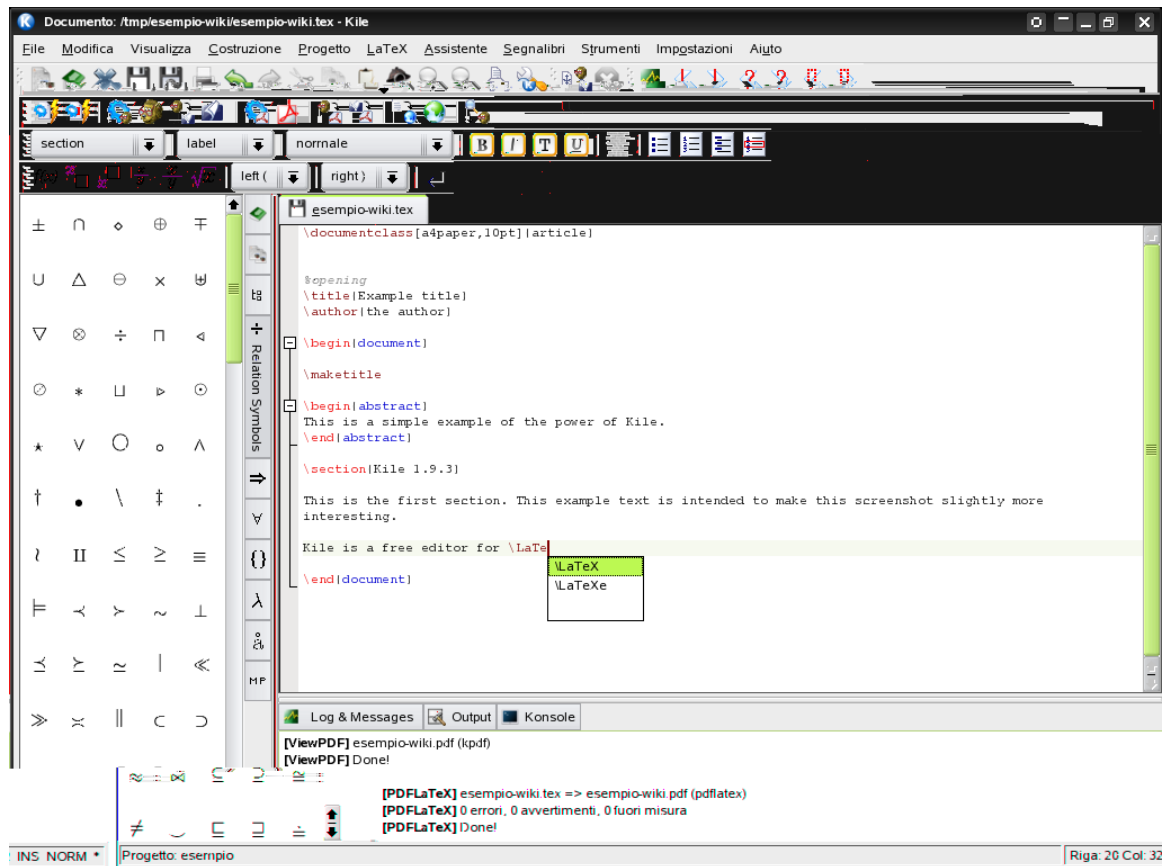 Documento: /tmp/esempio-wiki/esempio-wiki.tex - Kile
File Modifica Visualizza Costruzione Progetto LaTeX Assistente Segnalibri Strumenti Impostazioni Aiuto
section label normale
left ( right )
esempio-wiki.tex
\documentclass[a4paper,10pt]{article}
%opening
\title{Example title}
\author{the author}
\begin{document}
\maketitle
\begin{abstract}
This is a simple example of the power of Kile.
\end{abstract}
\section{Kile 1.9.3}
This is the first section. This example text is intended to make this screenshot slightly more
interesting.
Kile is a free editor for \LaTe
\LaTeX
\LaTeXe
\end{document}
Relation Symbols
MP
Log & Messages Output Konsole
[ViewPDF] esempio-wiki.pdf (kpdf)
[ViewPDF] Done!
[PDFLaTeX] esempio-wiki.tex => esempio-wiki.pdf (pdflatex)
[PDFLaTeX] 0 errori, 0 avvertimenti, 0 fuori misura
[PDFLaTeX] Done!
INS NORM * Progetto: esempio Riga: 20 Col: 32